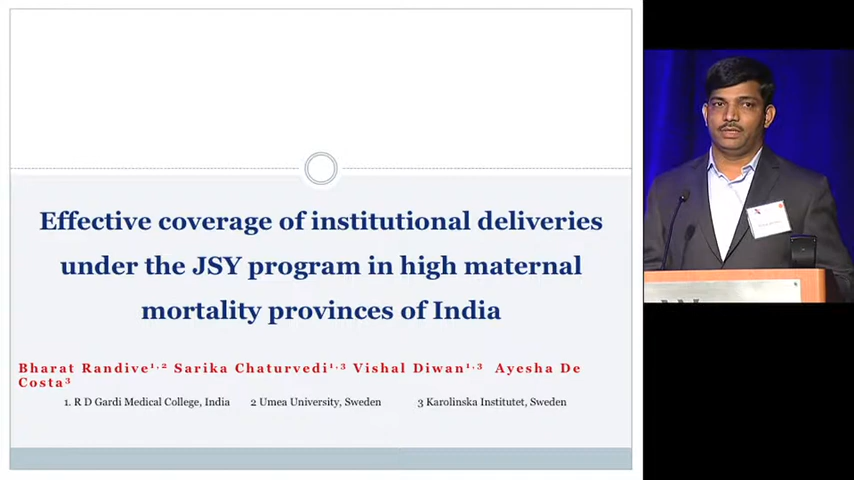 Effective coverage of institutional deliveries
under the JSY program in high maternal
mortality provinces of India
Bharat Randive¹,² Sarika Chaturvedi¹,³ Vishal Diwan¹,³ Ayesha De
Costa³
1. R D Gardi Medical College, India 2 Umea University, Sweden 3 Karolinska Institutet, Sweden